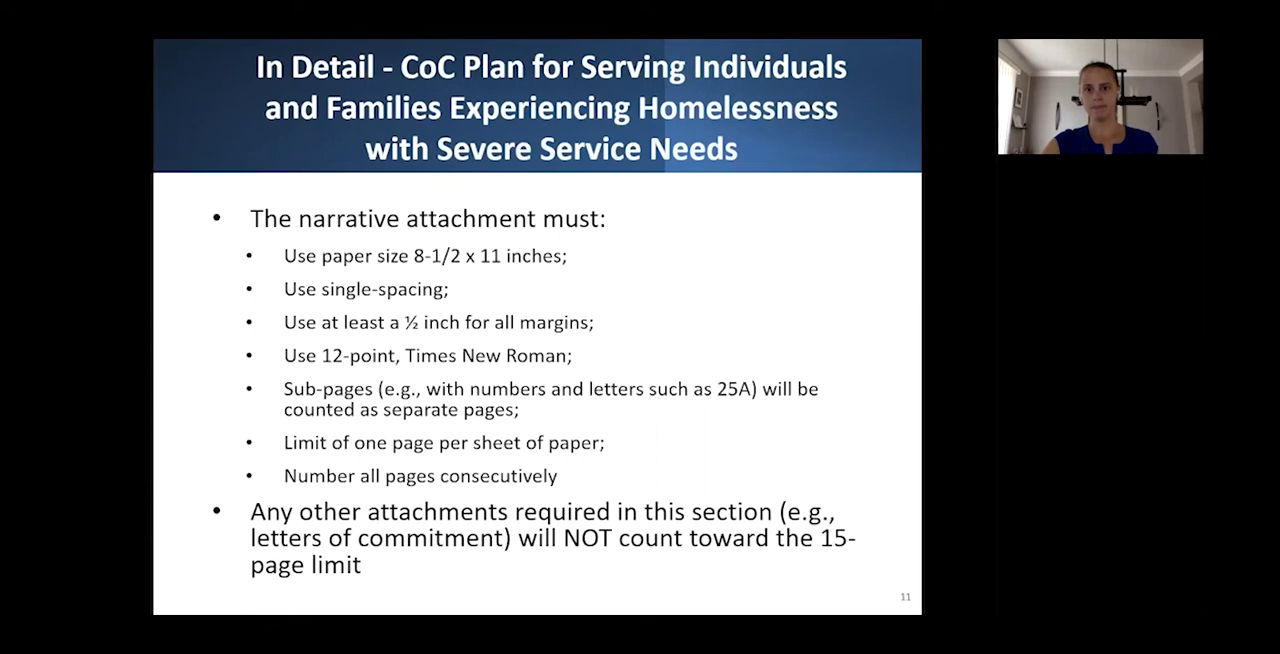 In Detail - CoC Plan for Serving Individuals
and Families Experiencing Homelessness
with Severe Service Needs
• The narrative attachment must:
• Use paper size 8-1/2 x 11 inches;
• Use single-spacing;
• Use at least a ½ inch for all margins;
• Use 12-point, Times New Roman;
• Sub-pages (e.g., with numbers and letters such as 25A) will be
counted as separate pages;
• Limit of one page per sheet of paper;
• Number all pages consecutively
• Any other attachments required in this section (e.g.,
letters of commitment) will NOT count toward the 15-
page limit
11